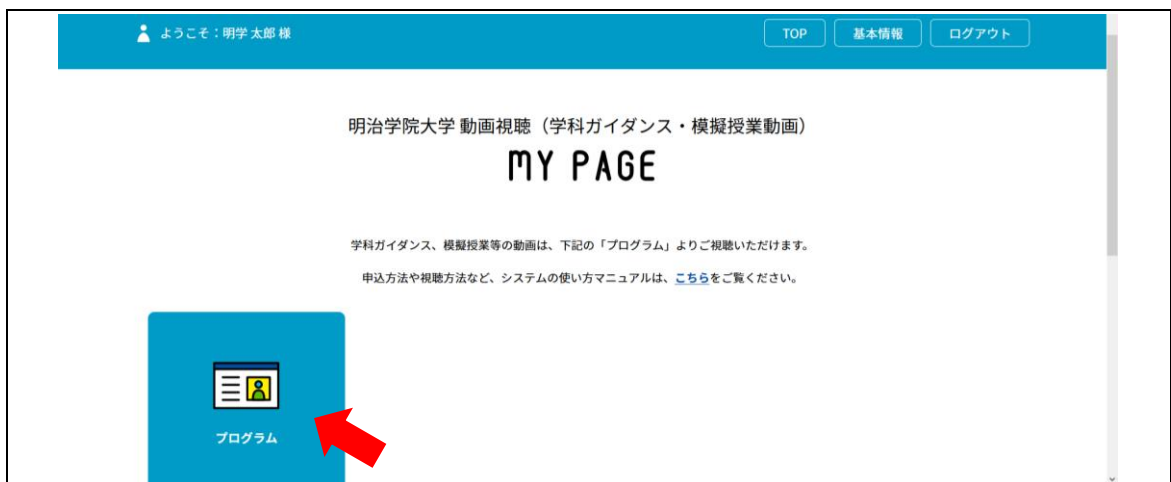 ようこそ：明学 太郎 様
TOP
基本情報
ログアウト
明治学院大学 動画視聴（学科ガイダンス・模擬授業動画）
MY PAGE
学科ガイダンス、模擬授業等の動画は、下記の「プログラム」よりご視聴いただけます。
申込方法や視聴方法など、システムの使い方マニュアルは、こちらをご覧ください。
プログラム